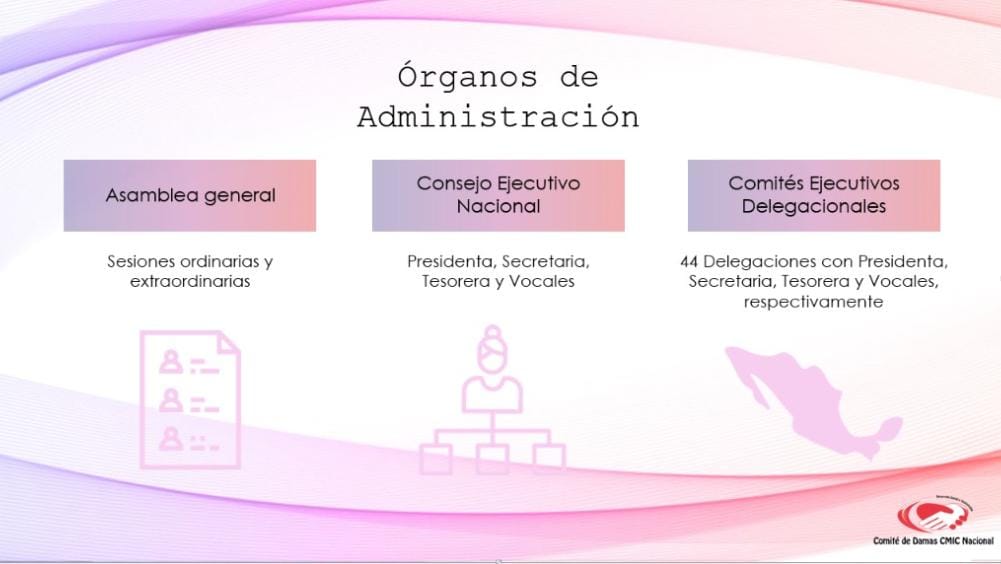 Órganos de
Administración
Asamblea general
Sesiones ordinarias y
extraordinarias
Consejo Ejecutivo
Nacional
Presidenta, Secretaria,
Tesorera y Vocales
Comités Ejecutivos
Delegacionales
44 Delegaciones con Presidenta,
Secretaria, Tesorera y Vocales,
respectivamente
Comité de Damas CMIC Nacional